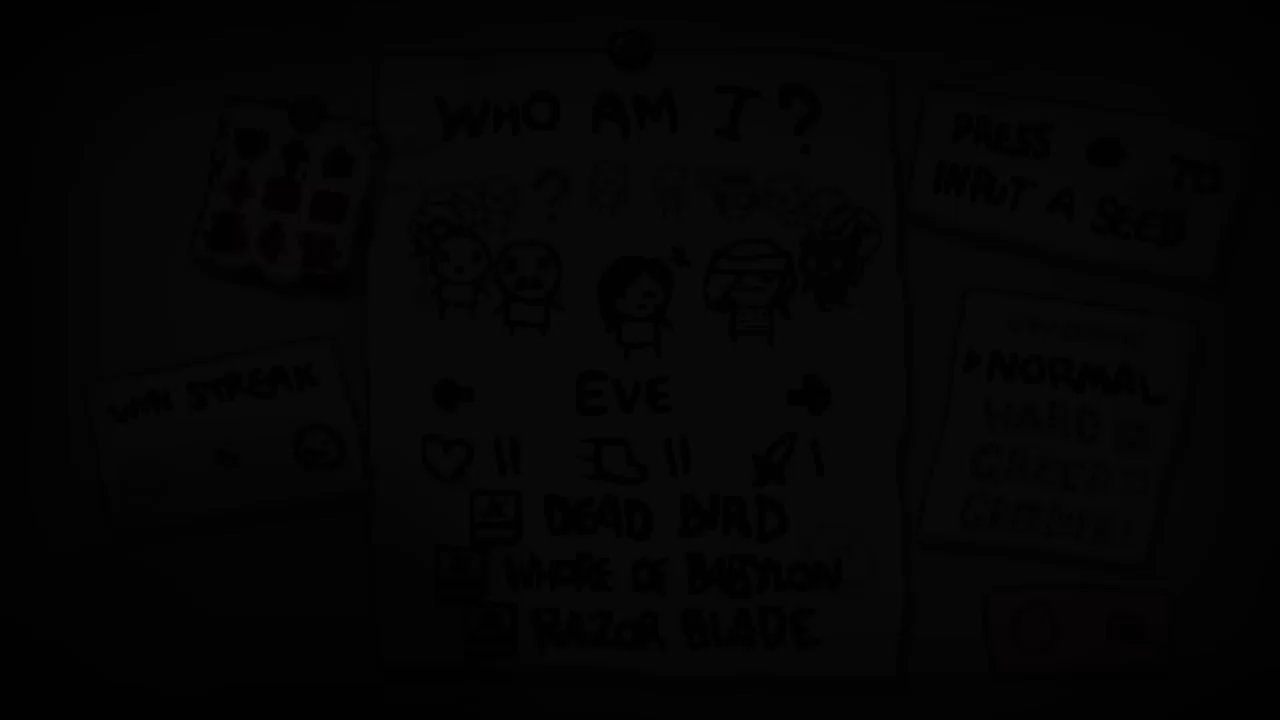 WHO AM I?
PRESS TO
INPUT A SEED
WIN STREAK
NORMAL
HARD
EVE
DEAD BIRD
WHORE OF BABYLON
RAZOR BLADE